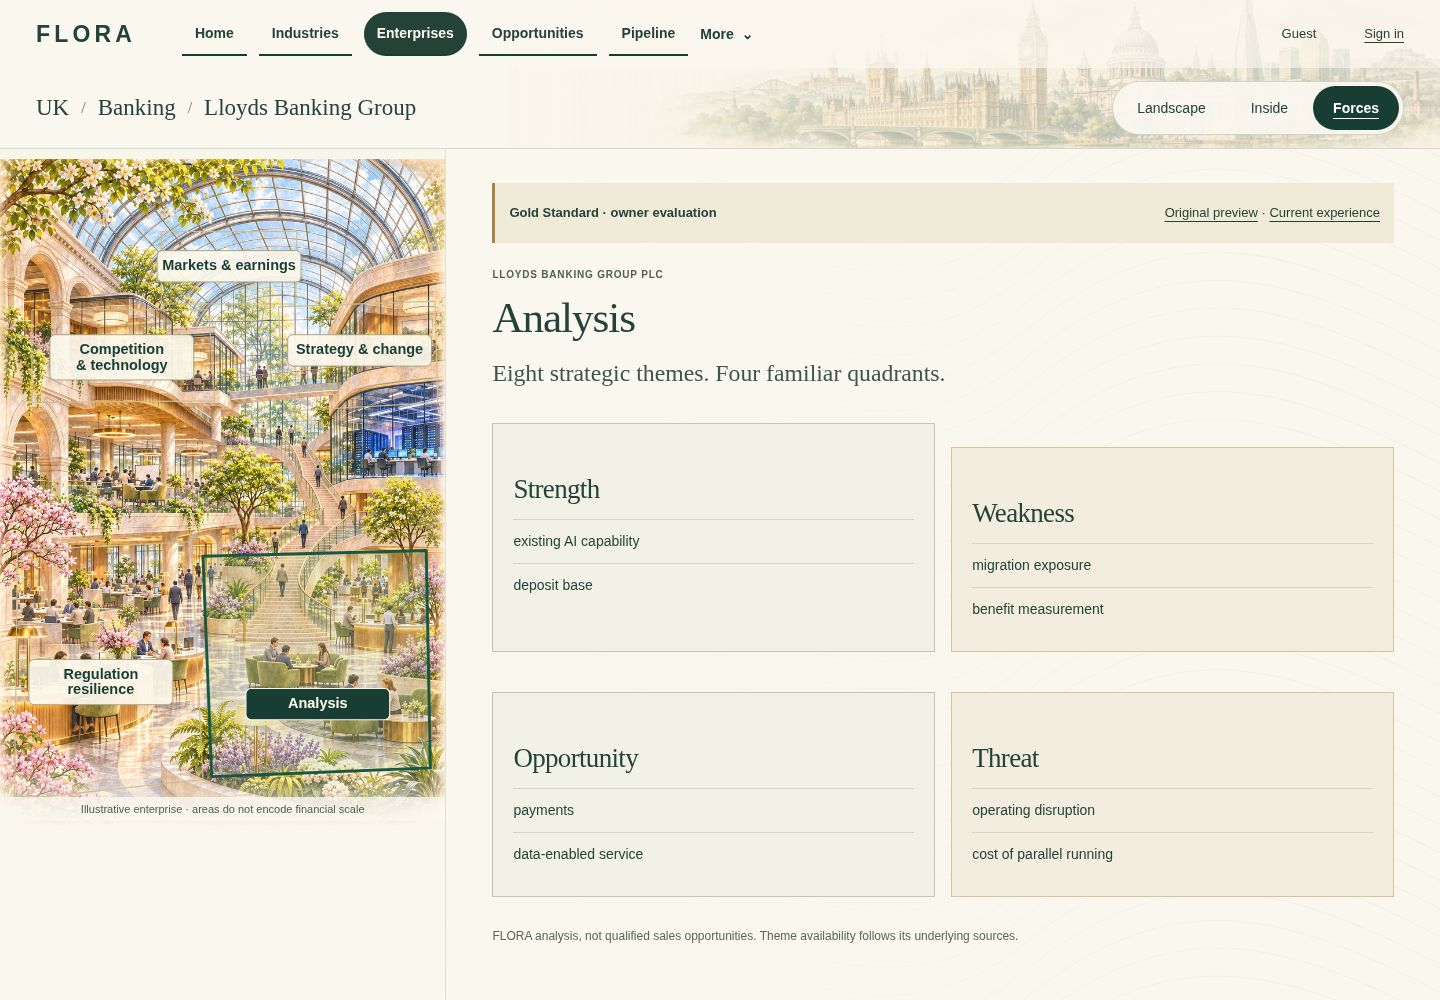 FLORA
Home
Industries
Enterprises
Opportunities
Pipeline
More
Guest
Sign in
UK / Banking / Lloyds Banking Group
Landscape
Inside
Forces
Markets & earnings
Competition
& technology
Strategy & change
Regulation
resilience
Analysis
Illustrative enterprise · areas do not encode financial scale
Gold Standard · owner evaluation
Original preview · Current experience
LLOYDS BANKING GROUP PLC
Analysis
Eight strategic themes. Four familiar quadrants.
Strength
existing AI capability
deposit base
Weakness
migration exposure
benefit measurement
Opportunity
payments
data-enabled service
Threat
operating disruption
cost of parallel running
FLORA analysis, not qualified sales opportunities. Theme availability follows its underlying sources.